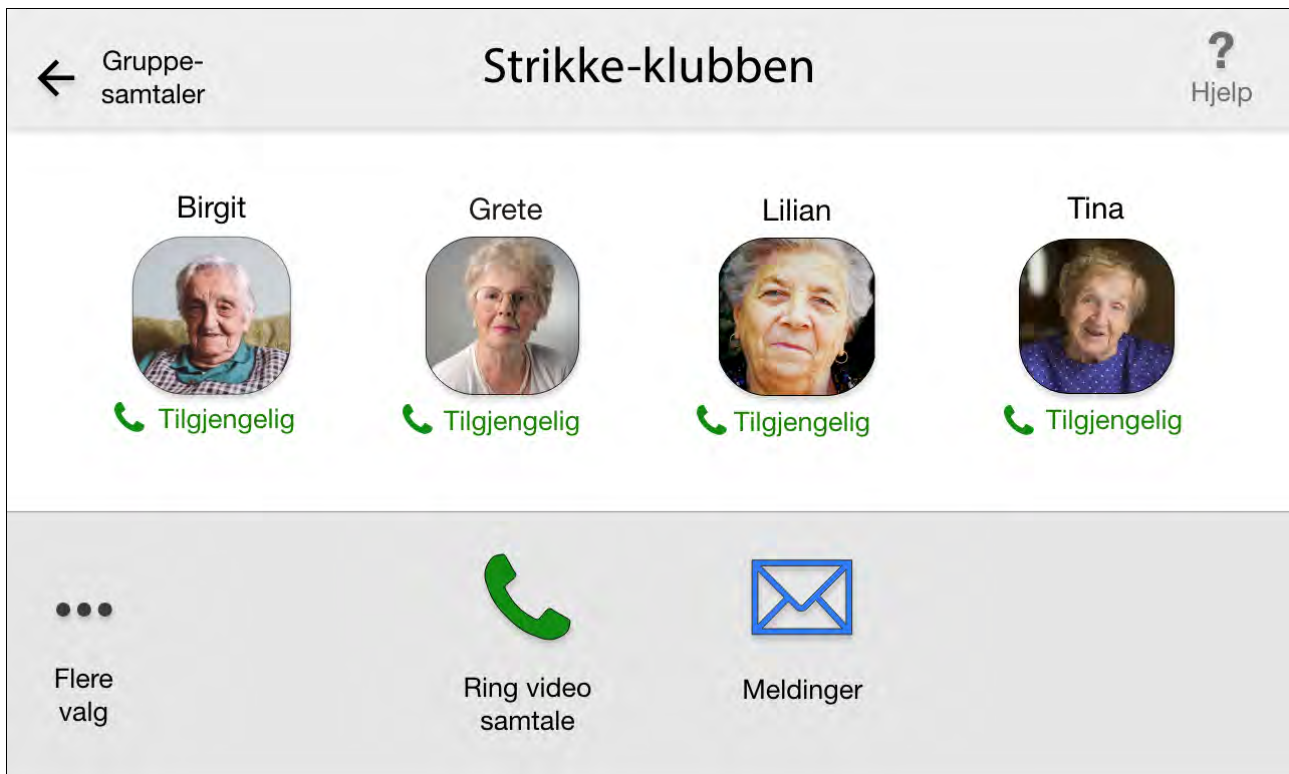 Gruppe-
samtaler
Strikke-klubben
?
Hjelp
Birgit
Grete
Lilian
Tina
Tilgjengelig
Tilgjengelig
Tilgjengelig
Tilgjengelig
Flere
valg
Ring video
samtale
Meldinger